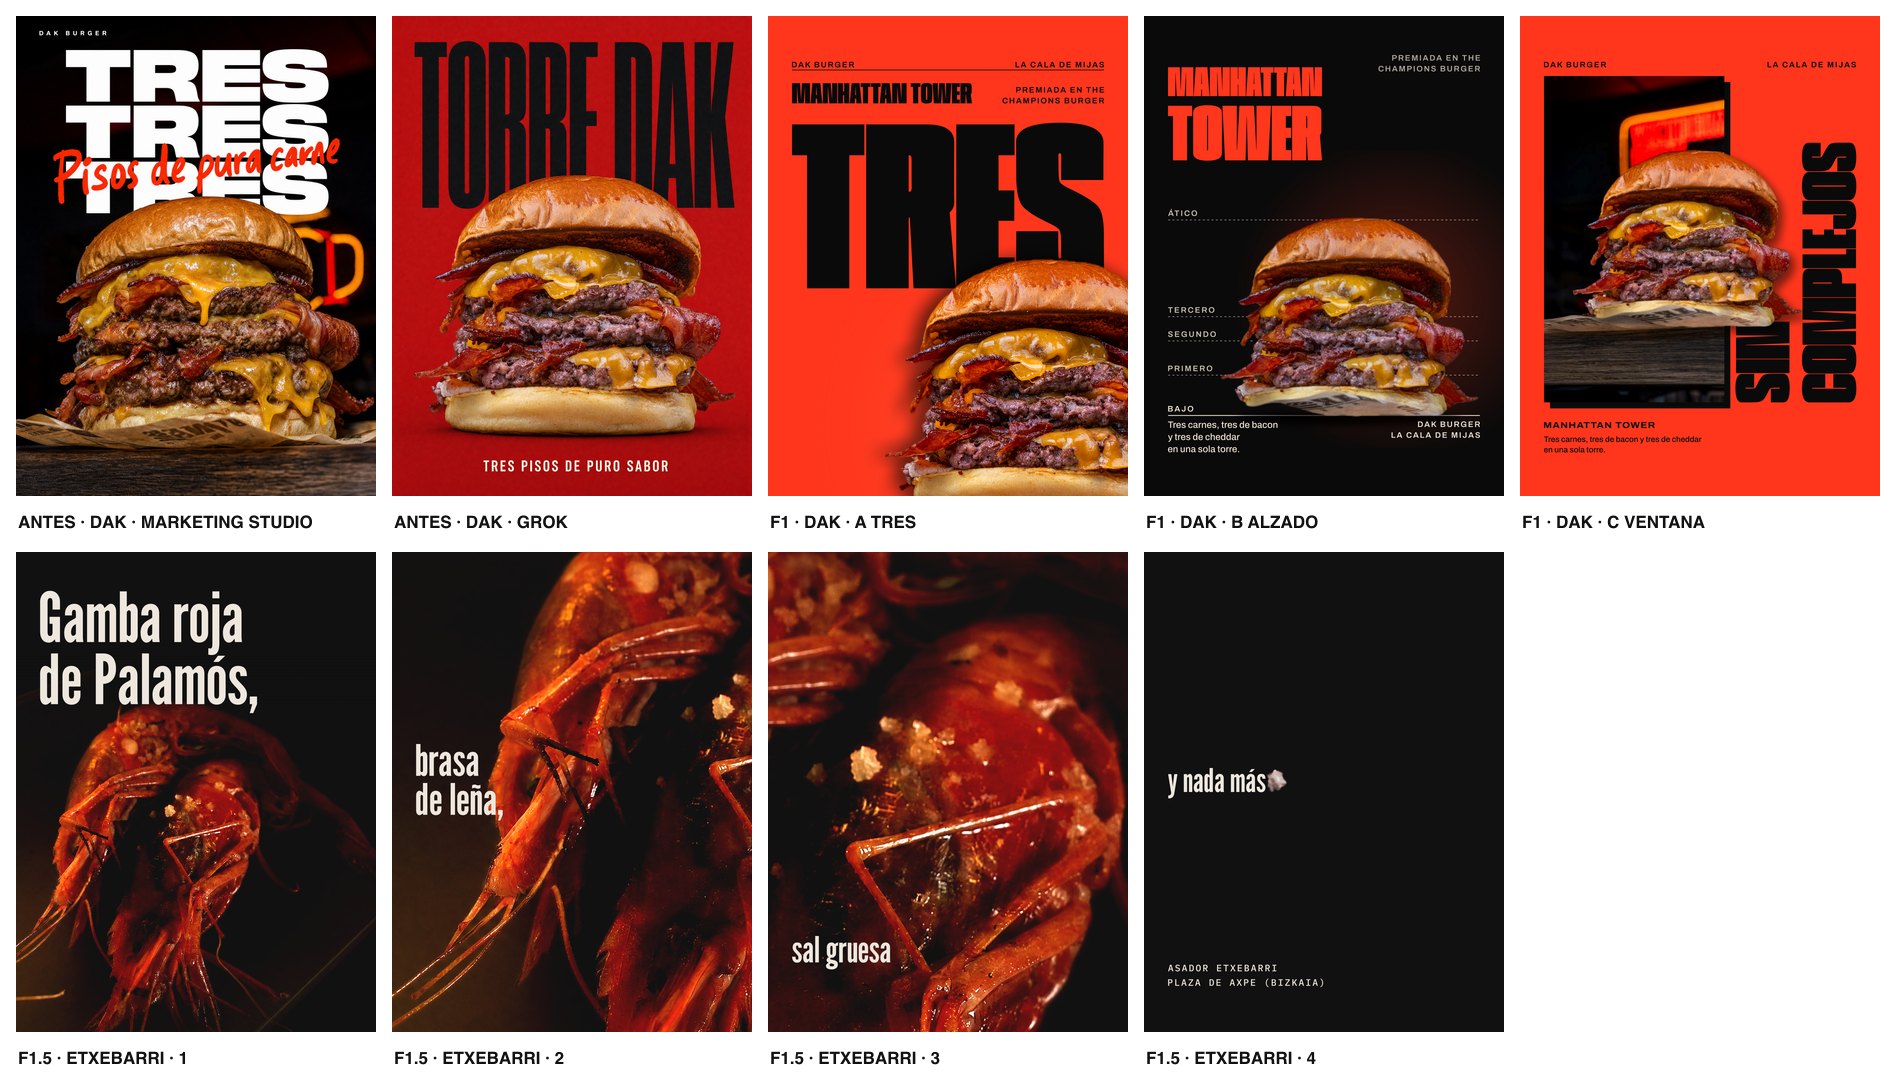 DAK BURGER
TRES
TRES
TRES
Pisos de pura carne
ANTES · DAK · MARKETING STUDIO
TORRE DAK
TRES PISOS DE PURO SABOR
ANTES · DAK · GROK
DAK BURGER
LA CALA DE MIJAS
MANHATTAN TOWER
PREMIADA EN THE
CHAMPIONS BURGER
TRES
F1 · DAK · A TRES
MANHATTAN
TOWER
PREMIADA EN THE
CHAMPIONS BURGER
ÁTICO
TERCERO
SEGUNDO
PRIMERO
BAJO
Tres carnes, tres de bacon
y tres de cheddar
en una sola torre.
DAK BURGER
LA CALA DE MIJAS
F1 · DAK · B ALZADO
DAK BURGER
LA CALA DE MIJAS
SIN
COMPLEJOS
MANHATTAN TOWER
Tres carnes, tres de bacon y tres de cheddar
en una sola torre.
F1 · DAK · C VENTANA
Gamba roja
de Palamós,
F1.5 · ETXEBARRI · 1
brasa
de leña,
F1.5 · ETXEBARRI · 2
sal gruesa
F1.5 · ETXEBARRI · 3
y nada más
ASADOR ETXEBARRI
PLAZA DE AXPE (BIZKAIA)
F1.5 · ETXEBARRI · 4